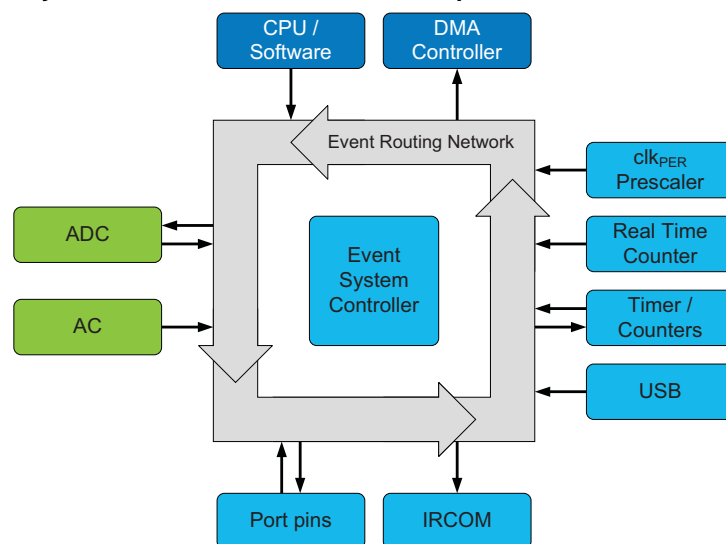 CPU /
Software
DMA
Controller
Event Routing Network
clkPER
Prescaler
ADC
Event
System
Controller
Real Time
Counter
AC
Timer /
Counters
USB
Port pins
IRCOM